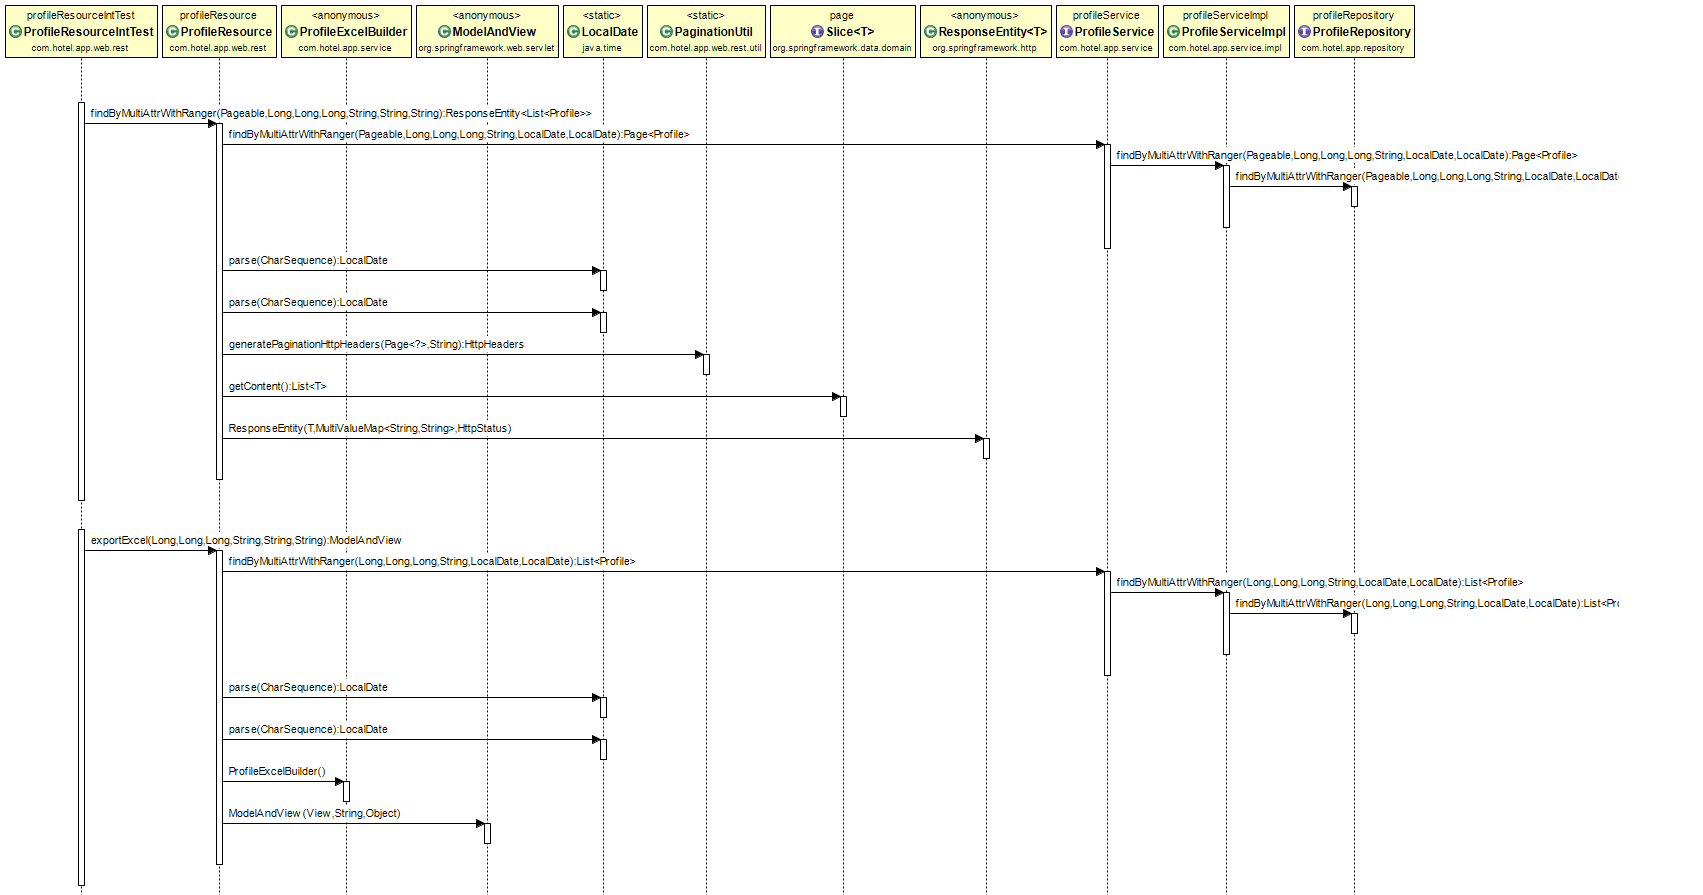 profileResourceIntTest
ProfileResourceIntTest
com.hotel.app.web.rest
profileResource
ProfileResource
com.hotel.app.web.rest
<anonymous>
ProfileExcelBuilder
com.hotel.app.service
<anonymous>
ModelAndView
org.springframework.web.servlet
<static>
LocalDate
java.time
<static>
PaginationUtil
com.hotel.app.web.rest.util
page
Slice<T>
org.springframework.data.domain
<anonymous>
ResponseEntity<T>
org.springframework.http
profileService
ProfileService
com.hotel.app.service
profileServiceImpl
ProfileServiceImpl
com.hotel.app.service.impl
profileRepository
ProfileRepository
com.hotel.app.repository
findByMultiAttrWithRanger(Pageable,Long,Long,Long,String,String,String):ResponseEntity<List<Profile>>
findByMultiAttrWithRanger(Pageable,Long,Long,Long,String,LocalDate,LocalDate):Page<Profile>
findByMultiAttrWithRanger(Pageable,Long,Long,Long,String,LocalDate,LocalDate):Page<Profile>
findByMultiAttrWithRanger(Pageable,Long,Long,Long,String,LocalDate,LocalDat
parse(CharSequence):LocalDate
parse(CharSequence):LocalDate
generatePaginationHttpHeaders(Page<?>,String):HttpHeaders
getContent():List<T>
ResponseEntity(T,MultiValueMap<String,String>,HttpStatus)
exportExcel(Long,Long,Long,String,String,String):ModelAndView
findByMultiAttrWithRanger(Long,Long,Long,String,LocalDate,LocalDate):List<Profile>
findByMultiAttrWithRanger(Long,Long,Long,String,LocalDate,LocalDate):List<Profile>
findByMultiAttrWithRanger(Long,Long,Long,String,LocalDate,LocalDate):List<Pr
parse(CharSequence):LocalDate
parse(CharSequence):LocalDate
ProfileExcelBuilder()
ModelAndView(View,String,Object)